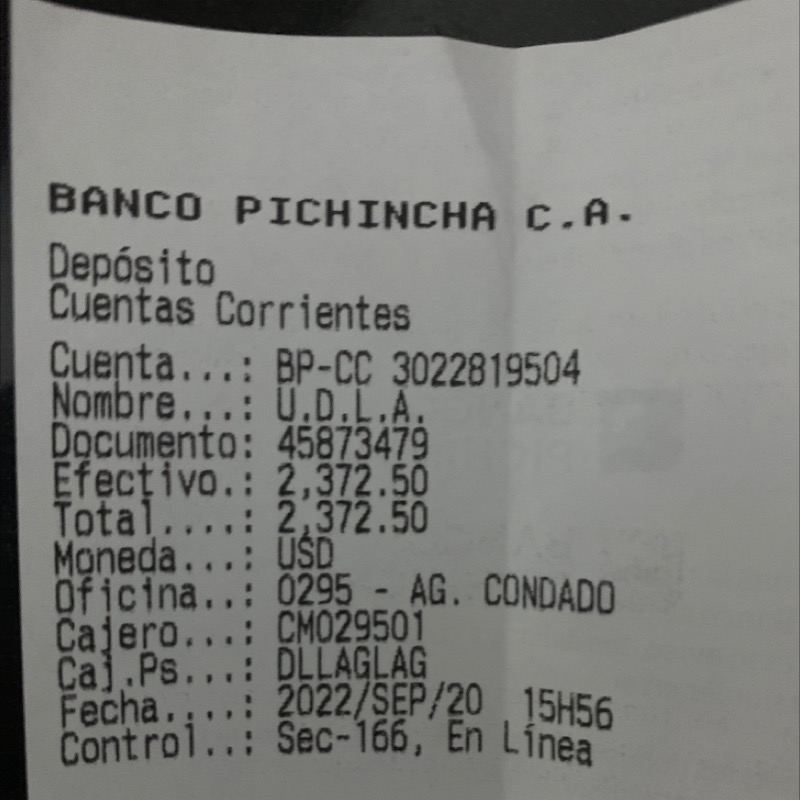 BANCO PICHINCHA C.A.
Depósito
Cuentas Corrientes
Cuenta...: BP-CC 3022819504
Nombre...: U.D.L.A.
Documento: 45873479
Efectivo.: 2,372.50
Total....: 2,372.50
Moneda...: USD
Oficina..: 0295 - AG. CONDADO
Cajero...: CM029501
Caj.Ps...: DLLAGLAG
Fecha....: 2022/SEP/20 15H56
Control..: Sec-166, En Línea